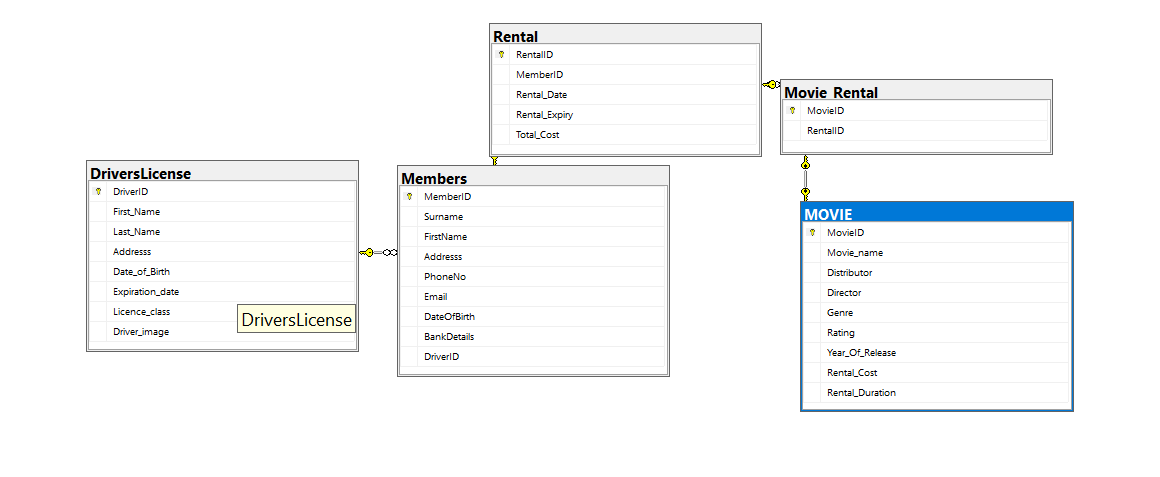 Rental
RentalID
MemberID
Rental_Date
Rental_Expiry
Total_Cost
Movie_Rental
MovieID
RentalID
DriversLicense
DriverID
First_Name
Last_Name
Addresss
Date_of_Birth
Expiration_date
Licence_class
Driver_image
DriversLicense
Members
MemberID
Surname
FirstName
Addresss
PhoneNo
Email
DateOfBirth
BankDetails
DriverID
MOVIE
MovieID
Movie_name
Distributor
Director
Genre
Rating
Year_Of_Release
Rental_Cost
Rental_Duration